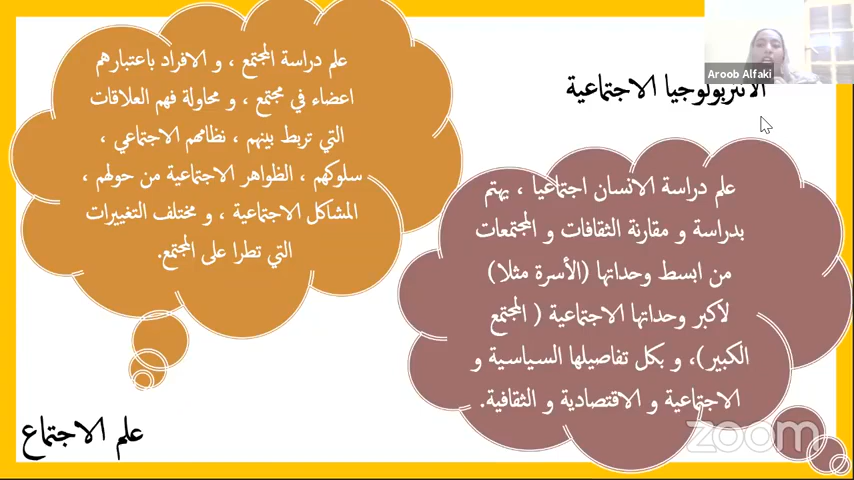 Aroob Alfaki
الانتربولوجيا الاجتماعية
علم دراسة الانسان اجتماعيا ، يهتم
بدراسة و مقارنة الثقافات و المجتمعات
من ابسط وحداتها (الأسرة مثلا)
لاكبر وحداتها الاجتماعية ( المجتمع
الكبير)، و بكل تفاصيلها السياسية و
الاجتماعية و الاقتصادية و الثقافية.
علم دراسة المجتمع ، و الافراد باعتبارهم
اعضاء في مجتمع ، و محاولة فهم العلاقات
التي تربط بينهم ، نظامهم الاجتماعي ،
سلوكهم ، الظواهر الاجتماعية من حولهم ،
المشاكل الاجتماعية ، و مختلف التغييرات
التي تطرا على المجتمع.
علم الاجتماع
zoom